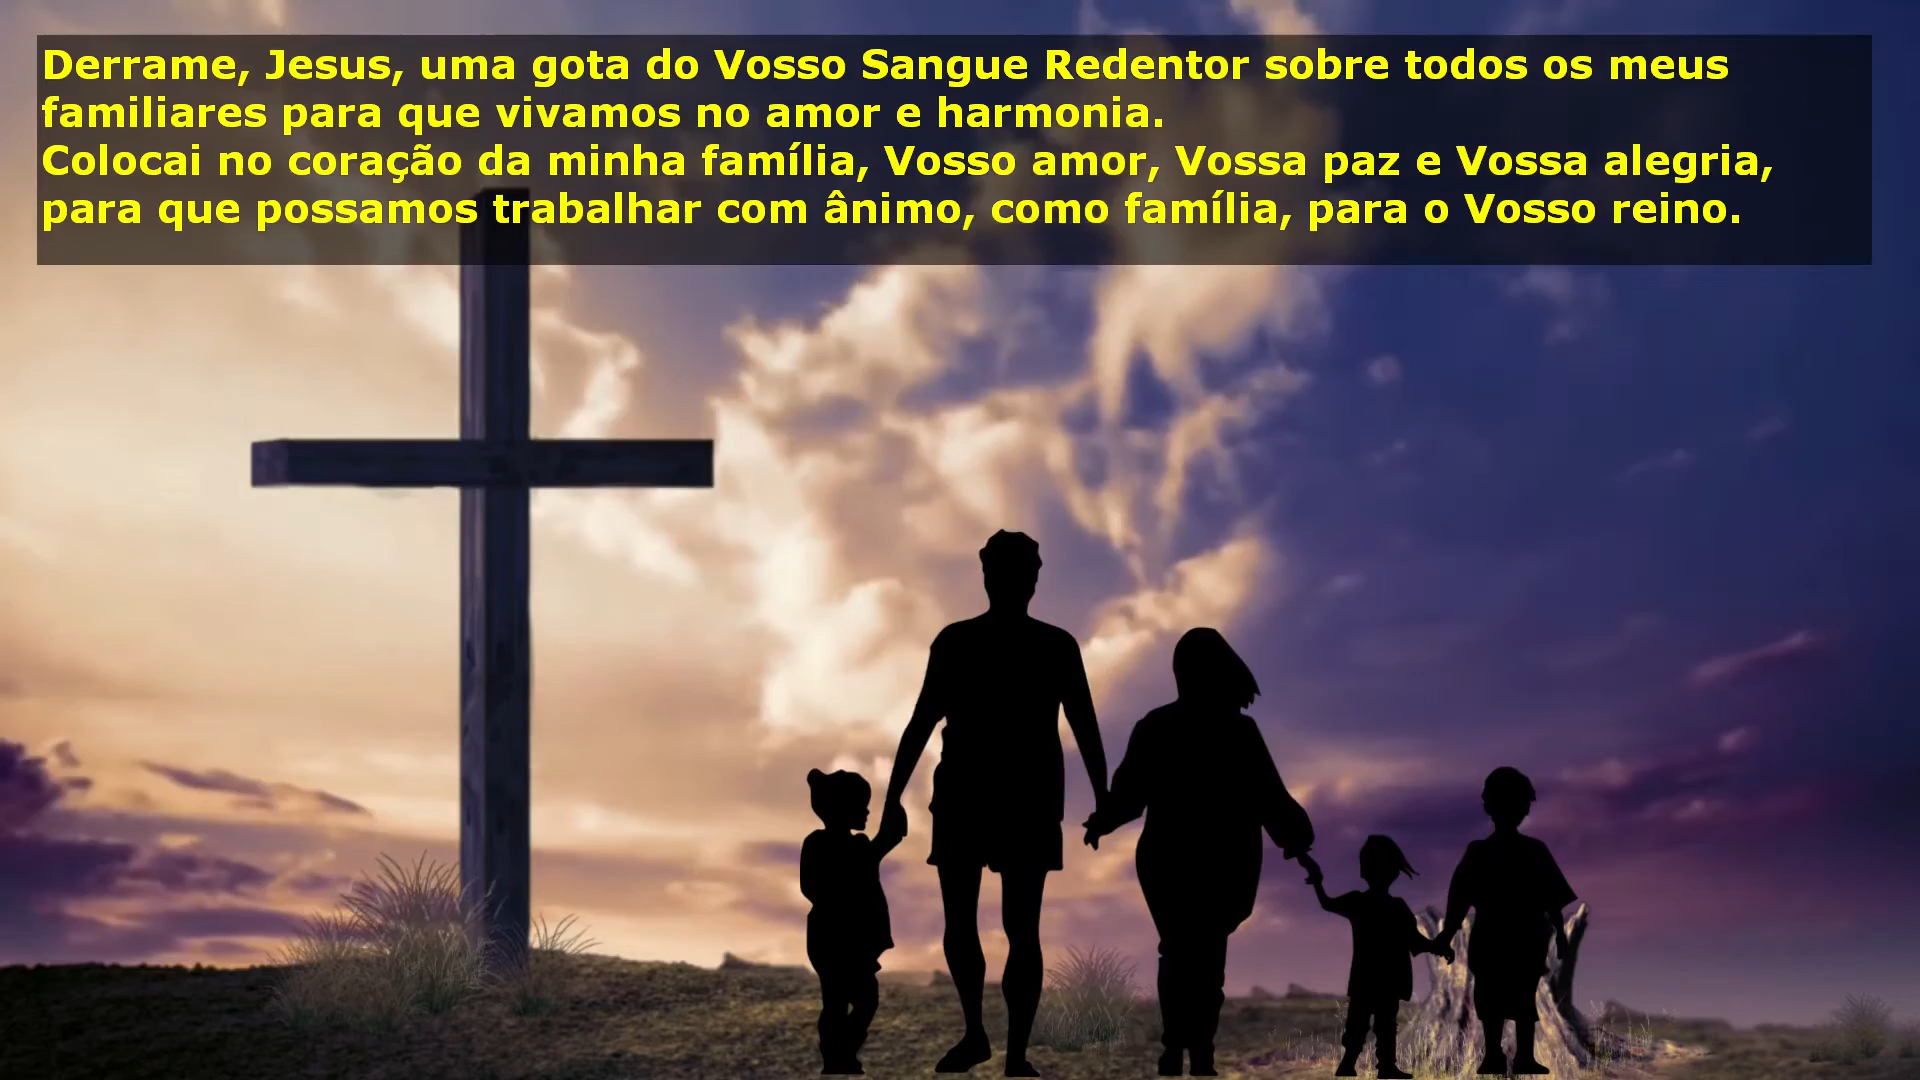 Derrame, Jesus, uma gota do Vosso Sangue Redentor sobre todos os meus
familiares para que vivamos no amor e harmonia.
Colocai no coração da minha família, Vosso amor, Vossa paz e Vossa alegria,
para que possamos trabalhar com ânimo, como família, para o Vosso reino.